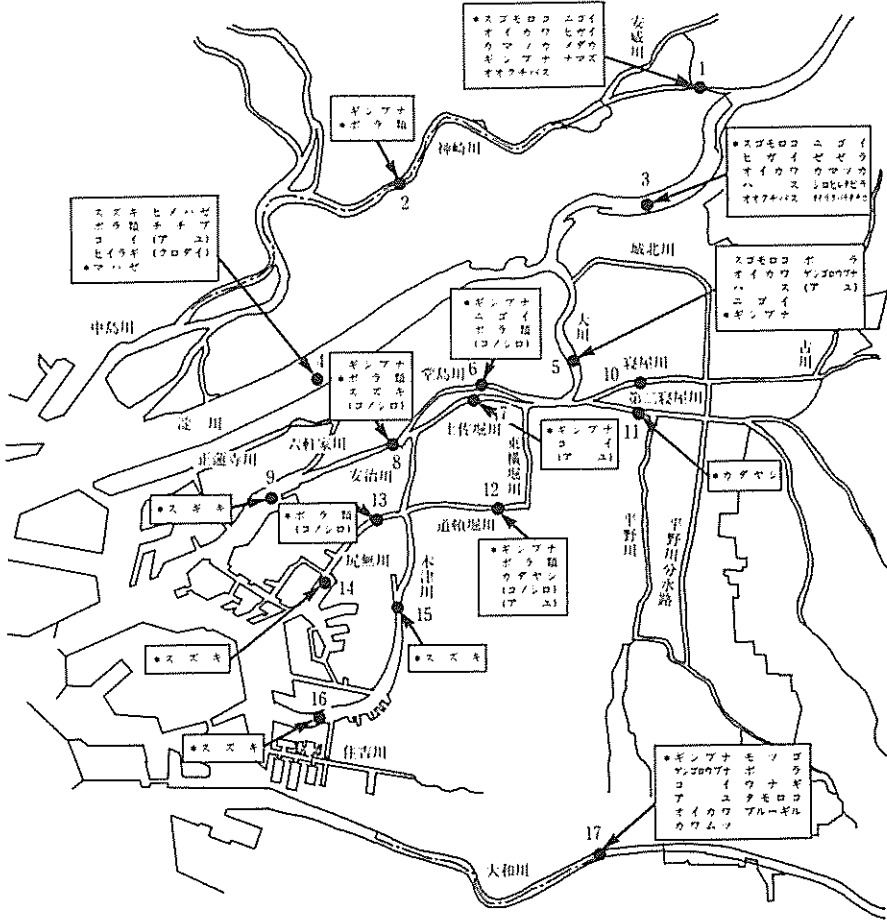 *スゴモロコ ニゴイ
オイカワ ヒガイ
カマツカ メダカ
ギンブナ ナマズ
オオクチバス
安威川
1
ギンブナ
*ボラ類
神崎川
2
*スゴモロコ ニゴイ
ヒガイ ゼゼラ
オイカワ カマツカ
ハス シロヒレタビラ
オオクチバス
3
スズキ ヒメハゼ
ボラ類 チチブ
コイ (アユ)
ヒイラギ (クロダイ)
*マハゼ
城北川
スゴモロコ ボラ
オイカワ ゲンゴロウブナ
ハス (アユ)
ニゴイ
*ギンブナ
中島川
*ギンブナ
ニゴイ
ボラ類
(コノシロ)
大川
古川
4
ギンブナ
*ボラ類
スズキ
(コノシロ)
堂島川
6
5
10
寝屋川
淀川
7
土佐堀川
第二寝屋川
11
正蓮寺川
六軒家川
8
安治川
東横堀川
*ギンブナ
コイ
(アユ)
*カダヤシ
9
*スズキ
*ボラ類
(コノシロ)
13
12
道頓堀川
平野川
平野川分水路
尻無川
14
木津川
15
*ギンブナ
ボラ類
カダヤシ
(コノシロ)
(アユ)
*スズキ
*スズキ
16
*スズキ
住吉川
*ギンブナ モツゴ
ゲンゴロウブナ ボラ
コイ ウナギ
アユ タモロコ
オイカワ ブルーギル
カワムツ
17
大和川